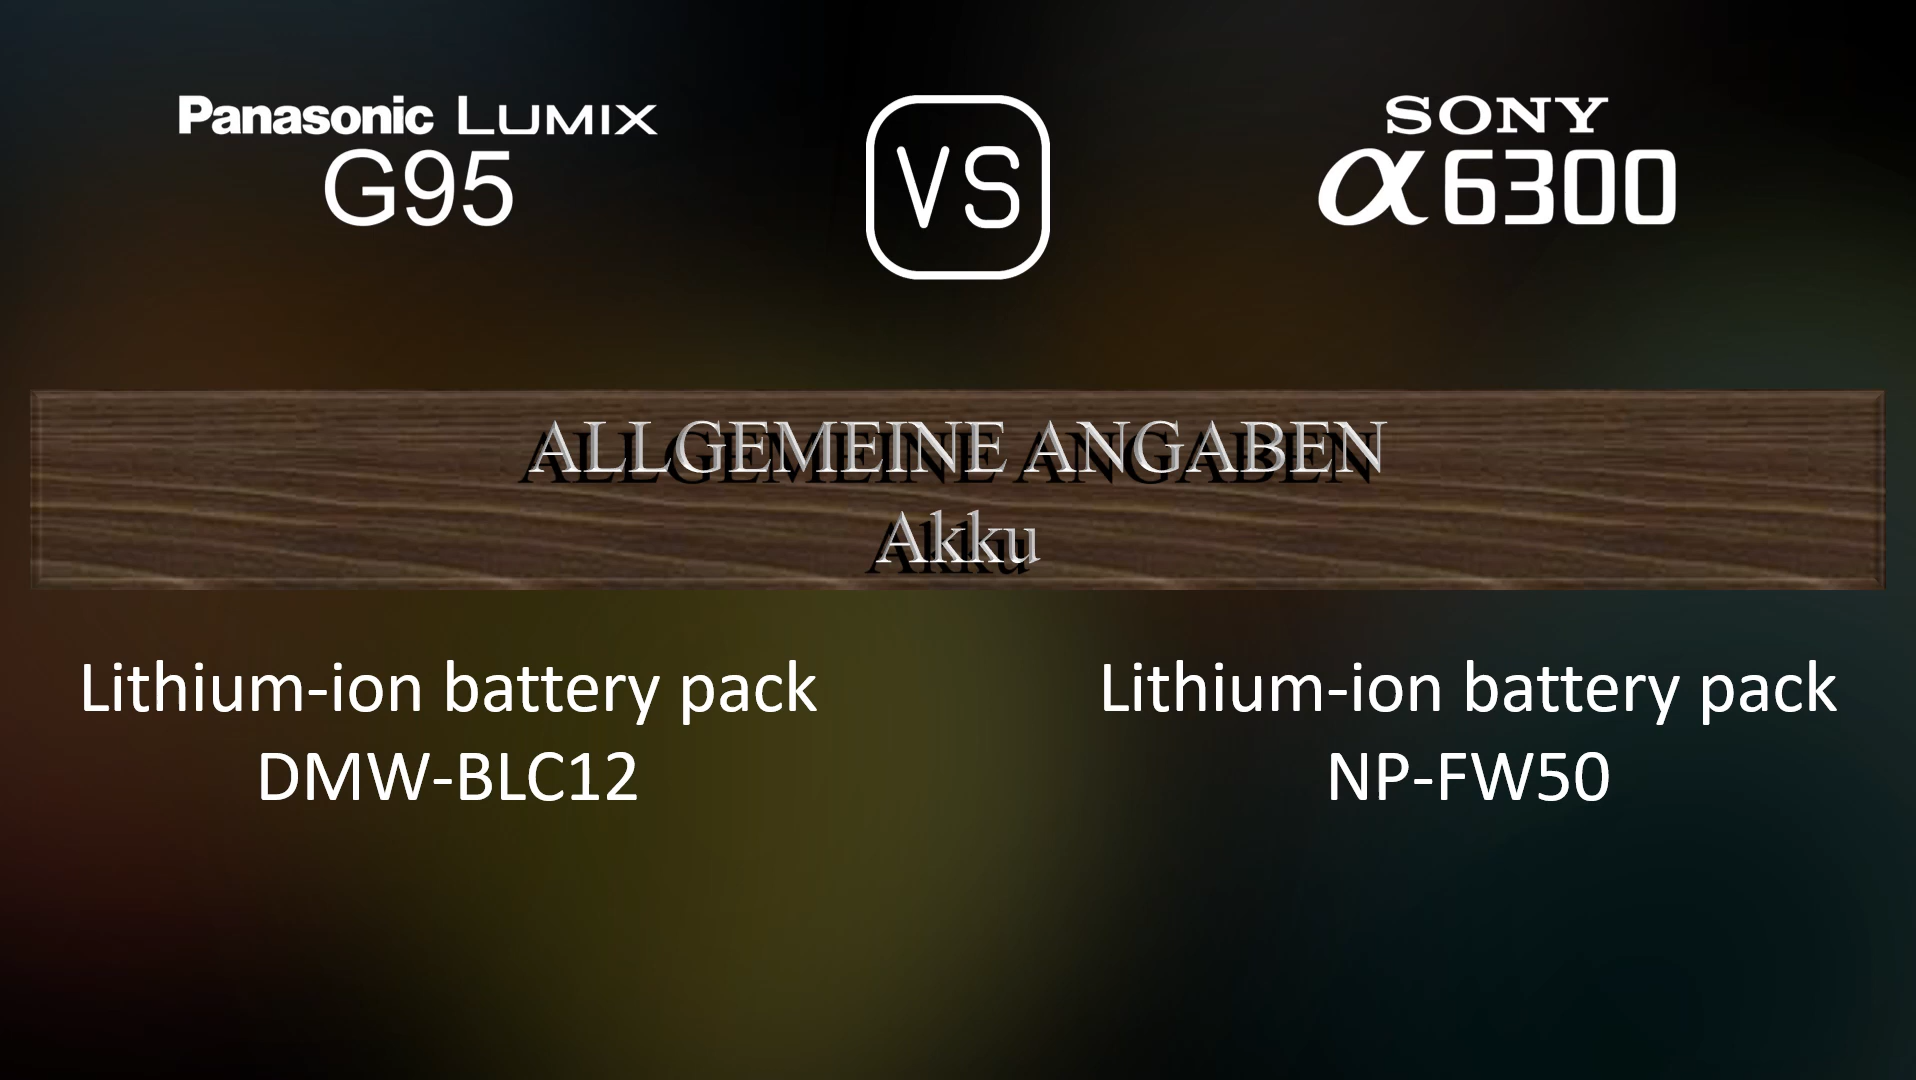 Panasonic LUMIX
G95
VS
SONY
α6300
ALLGEMEINE ANGABEN
Akku
Lithium-ion battery pack
DMW-BLC12
Lithium-ion battery pack
NP-FW50